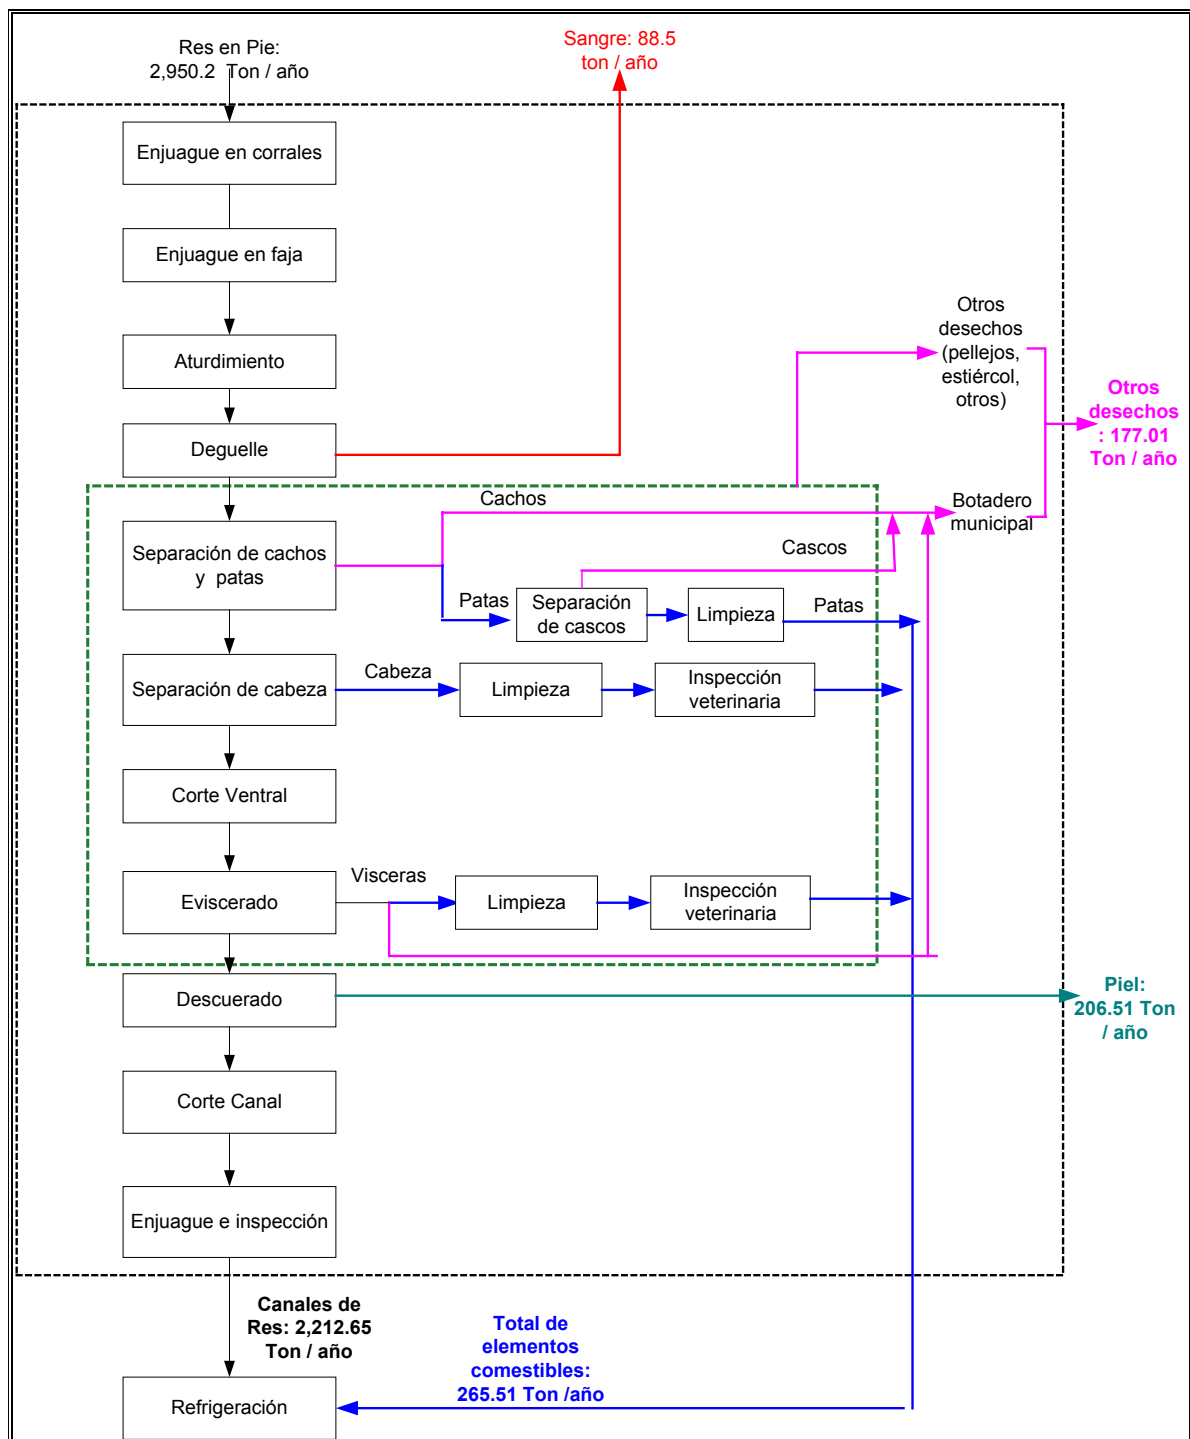 Res en Pie:
2,950.2 Ton / año
Sangre: 88.5
ton / año
Enjuague en corrales
Enjuague en faja
Aturdimiento
Deguelle
Otros
desechos
(pellejos,
estiércol,
otros)
Otros
desechos
: 177.01
Ton / año
Cachos
Botadero
municipal
Separación de cachos
y patas
Cascos
Patas
Separación
de cascos
Limpieza
Patas
Separación de cabeza
Cabeza
Limpieza
Inspección
veterinaria
Corte Ventral
Eviscerado
Visceras
Limpieza
Inspección
veterinaria
Descuerado
Piel:
206.51 Ton
/ año
Corte Canal
Enjuague e inspección
Canales de
Res: 2,212.65
Ton / año
Total de
elementos
comestibles:
265.51 Ton /año
Refrigeración